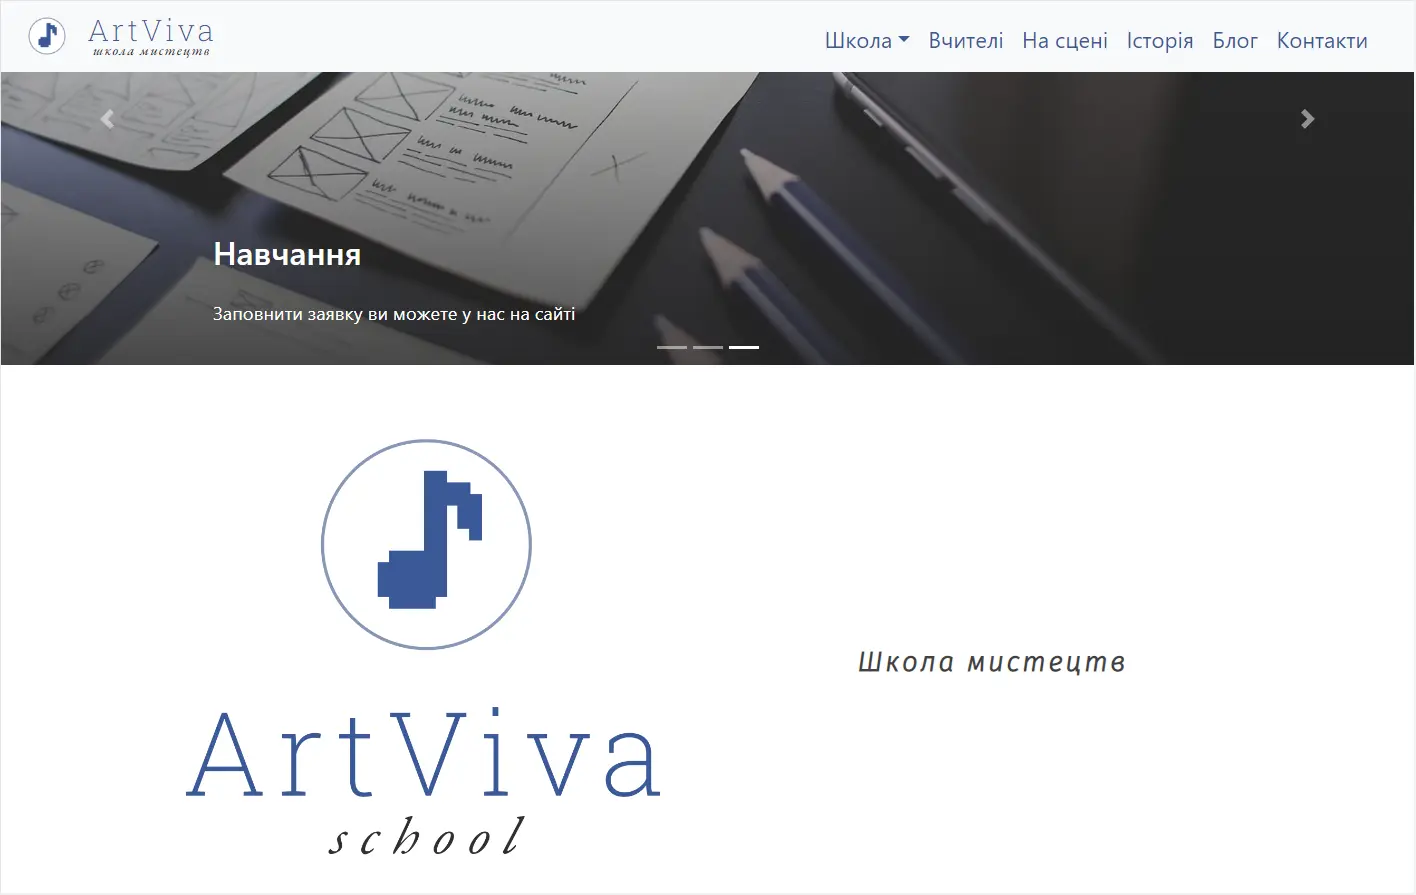 ArtViva
школа мистецтв
Школа Вчителі На сцені Історія Блог Контакти
Навчання
Заповнити заявку ви можете у нас на сайті
ArtViva
school
Школа мистецтв